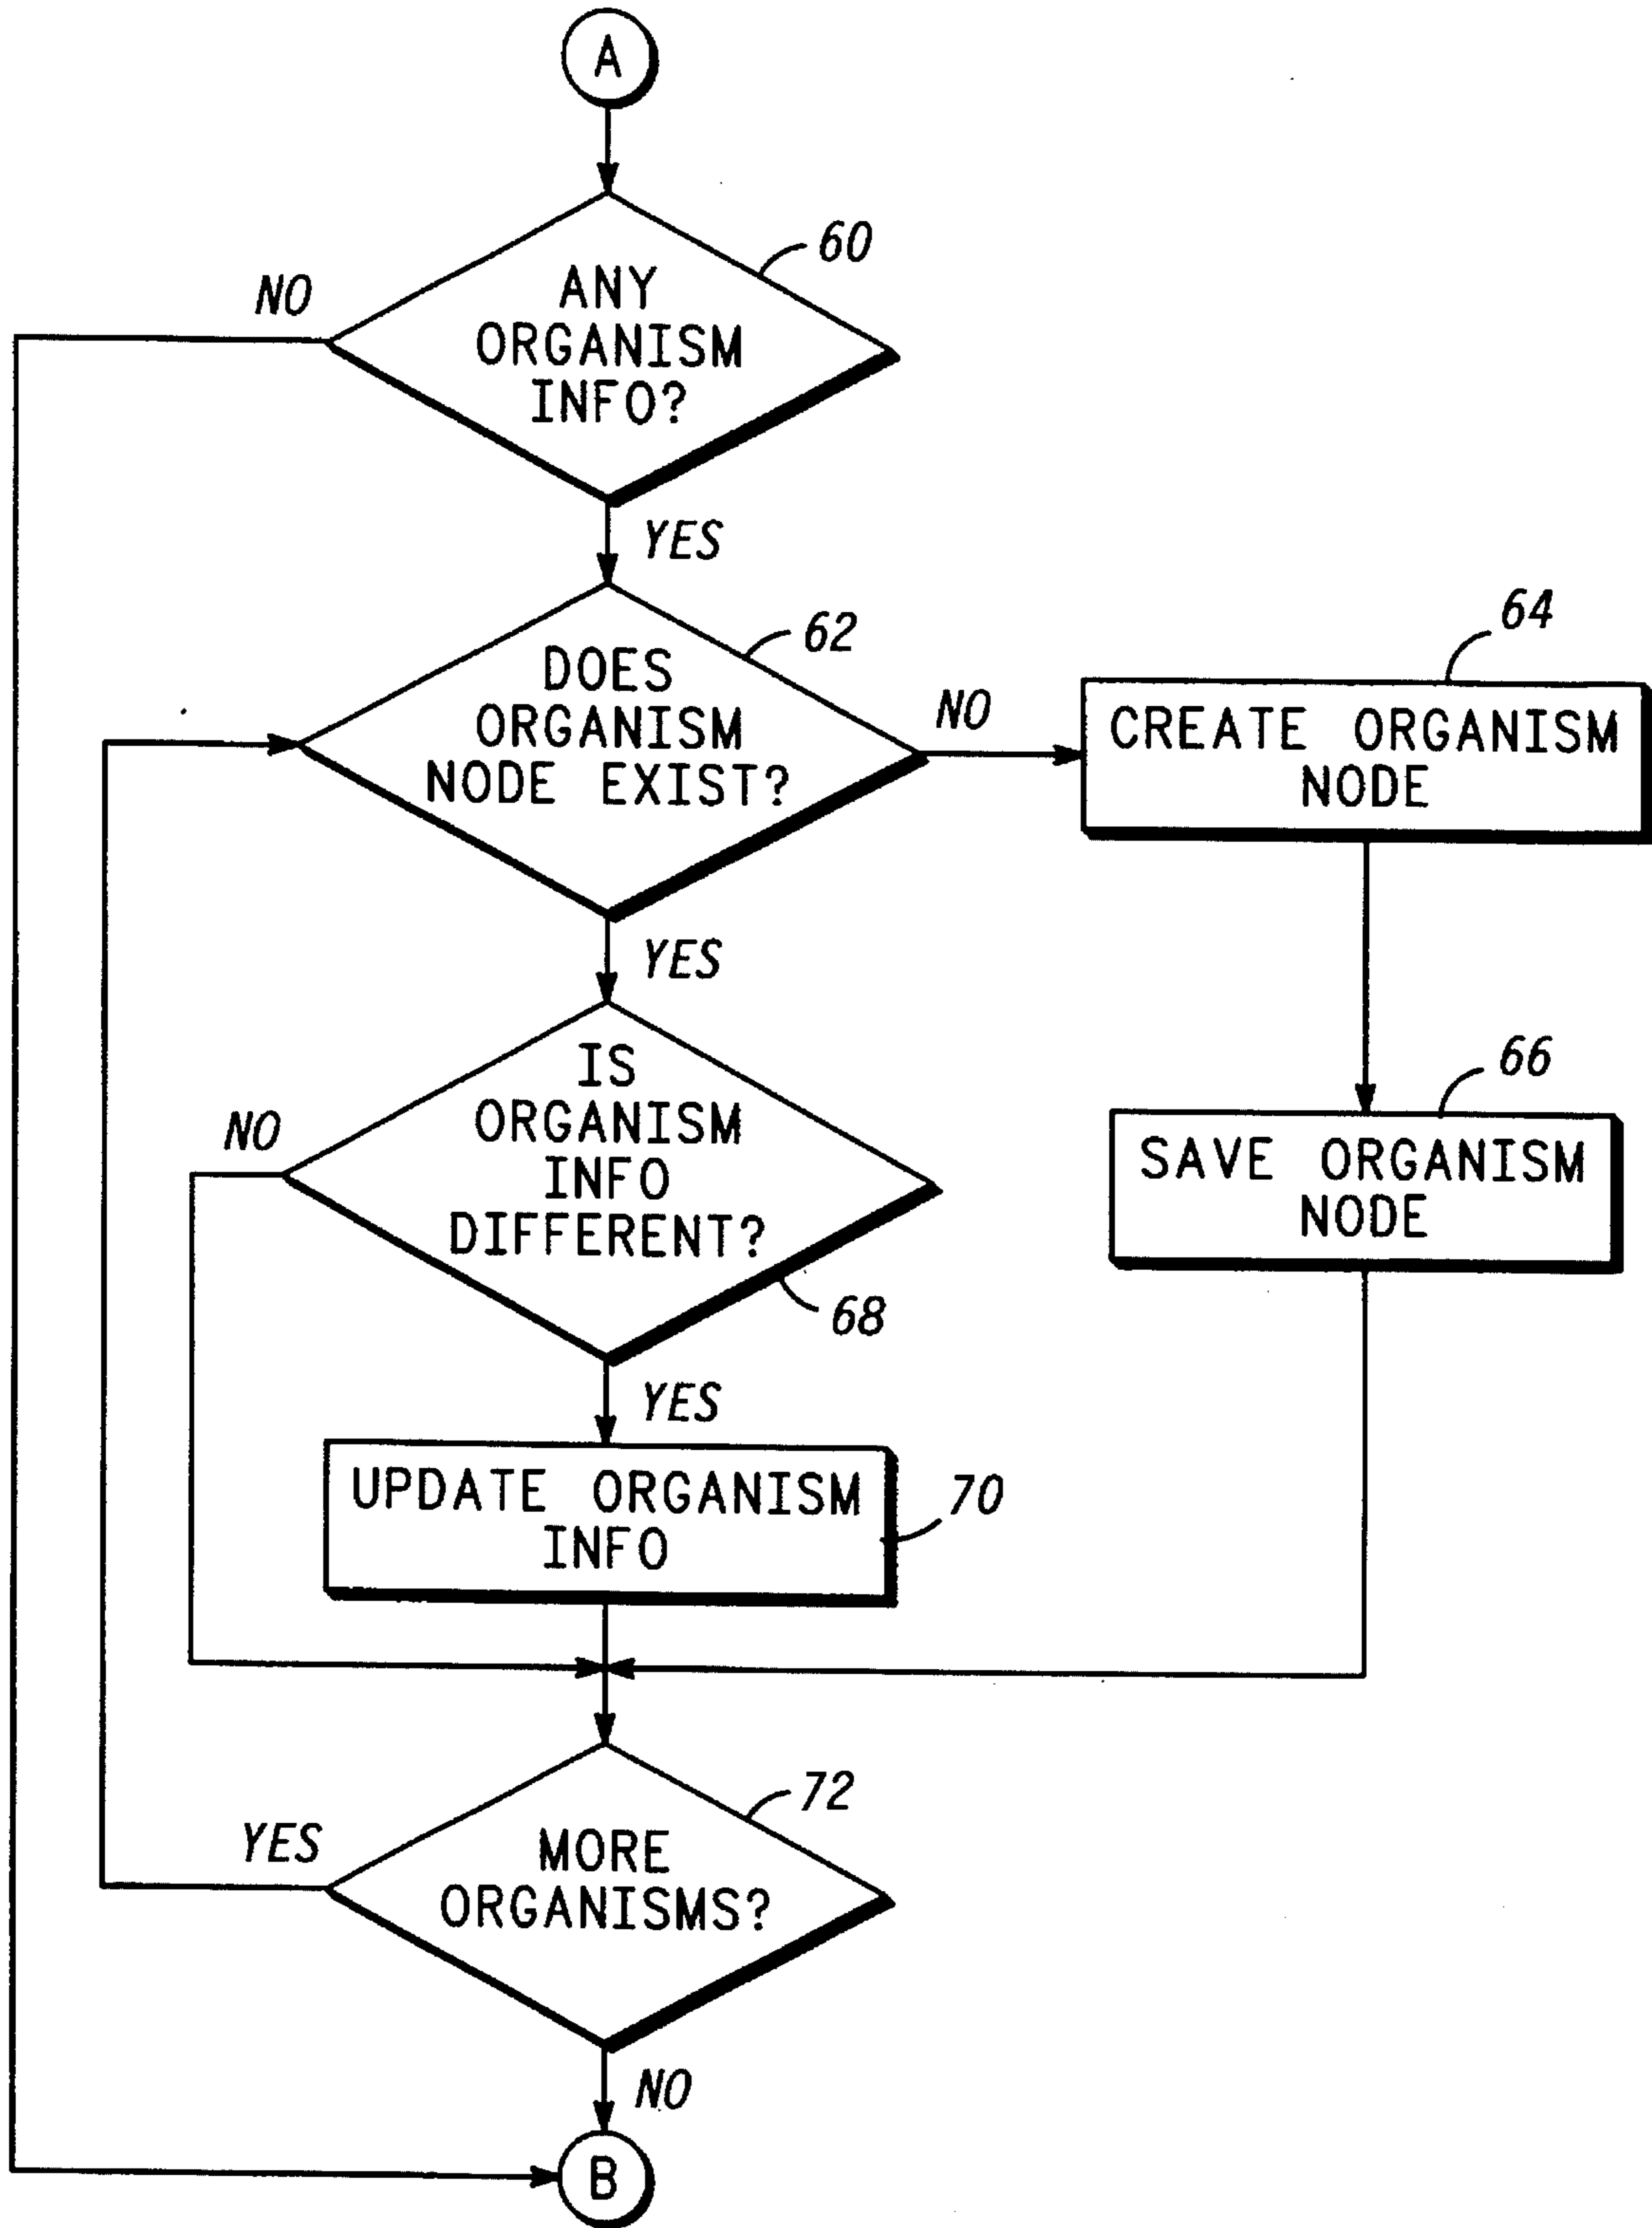 A
60
NO
ANY
ORGANISM
INFO?
YES
62
DOES
ORGANISM
NODE EXIST?
NO
64
CREATE ORGANISM
NODE
YES
66
SAVE ORGANISM
NODE
IS
ORGANISM
INFO
DIFFERENT?
NO
68
YES
UPDATE ORGANISM
INFO
70
72
YES
MORE
ORGANISMS?
NO
B